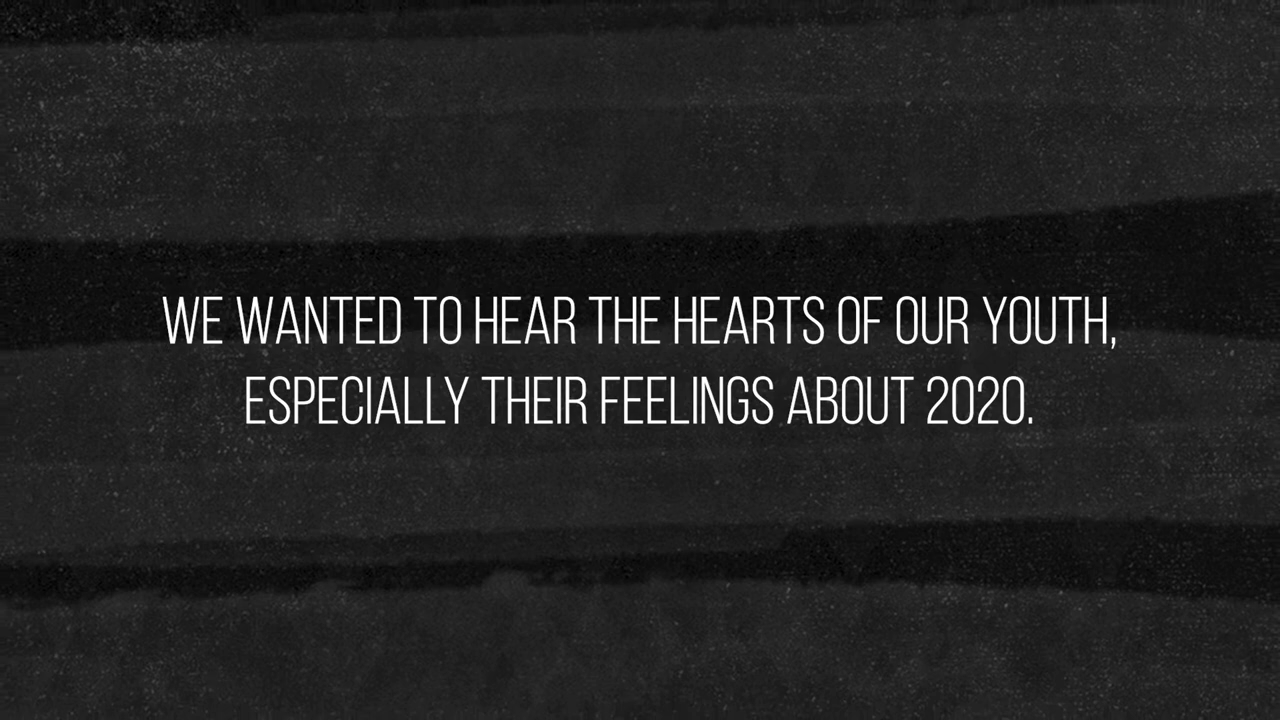 WE WANTED TO HEAR THE HEARTS OF OUR YOUTH,
ESPECIALLY THEIR FEELINGS ABOUT 2020.